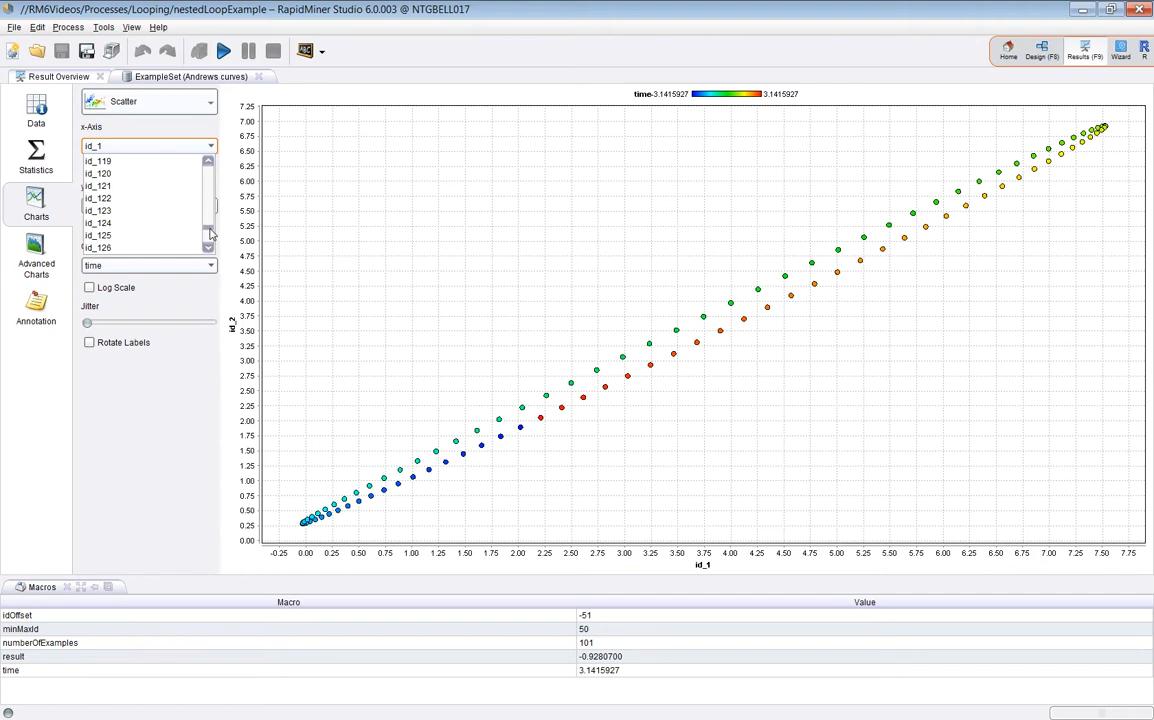 //RM6Videos/Processes/Looping/nestedLoopExample – RapidMiner Studio 6.0.003 @ NTGBELL017
File Edit Process Tools View Help
ABC
Home Design (F8) Results (F9) Wizard R
Result Overview ExampleSet (Andrews curves)
Data
Statistics
Charts
Advanced
Charts
Annotation
Scatter
x-Axis
id_1
id_119
id_120
id_121
id_122
id_123
id_124
id_125
id_126
time
Log Scale
Jitter
Rotate Labels
time -3.1415927 3.1415927
7.25
7.00
6.75
6.50
6.25
6.00
5.75
5.50
5.25
5.00
4.75
4.50
4.25
4.00
3.75
3.50
3.25
3.00
2.75
2.50
2.25
2.00
1.75
1.50
1.25
1.00
0.75
0.50
0.25
0.00
id_2
-0.25 0.00 0.25 0.50 0.75 1.00 1.25 1.50 1.75 2.00 2.25 2.50 2.75 3.00 3.25 3.50 3.75 4.00 4.25 4.50 4.75 5.00 5.25 5.50 5.75 6.00 6.25 6.50 6.75 7.00 7.25 7.50 7.75
id_1
Macros
Macro Value
idOffset -51
minMaxId 50
numberOfExamples 101
result -0.9280700
time 3.1415927